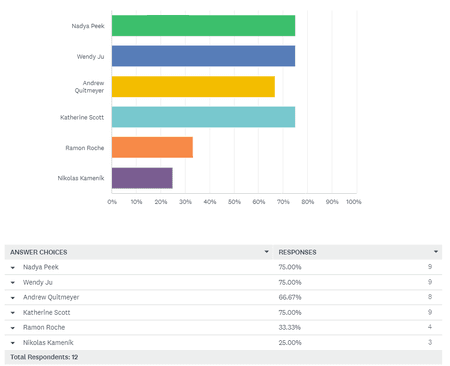 Nadya Peek
Wendy Ju
Andrew
Quitmeyer
Katherine Scott
Ramon Roche
Nikolas Kamenik
0% 10% 20% 30% 40% 50% 60% 70% 80% 90% 100%
ANSWER CHOICES RESPONSES
Nadya Peek 75.00% 9
Wendy Ju 75.00% 9
Andrew Quitmeyer 66.67% 8
Katherine Scott 75.00% 9
Ramon Roche 33.33% 4
Nikolas Kamenik 25.00% 3
Total Respondents: 12